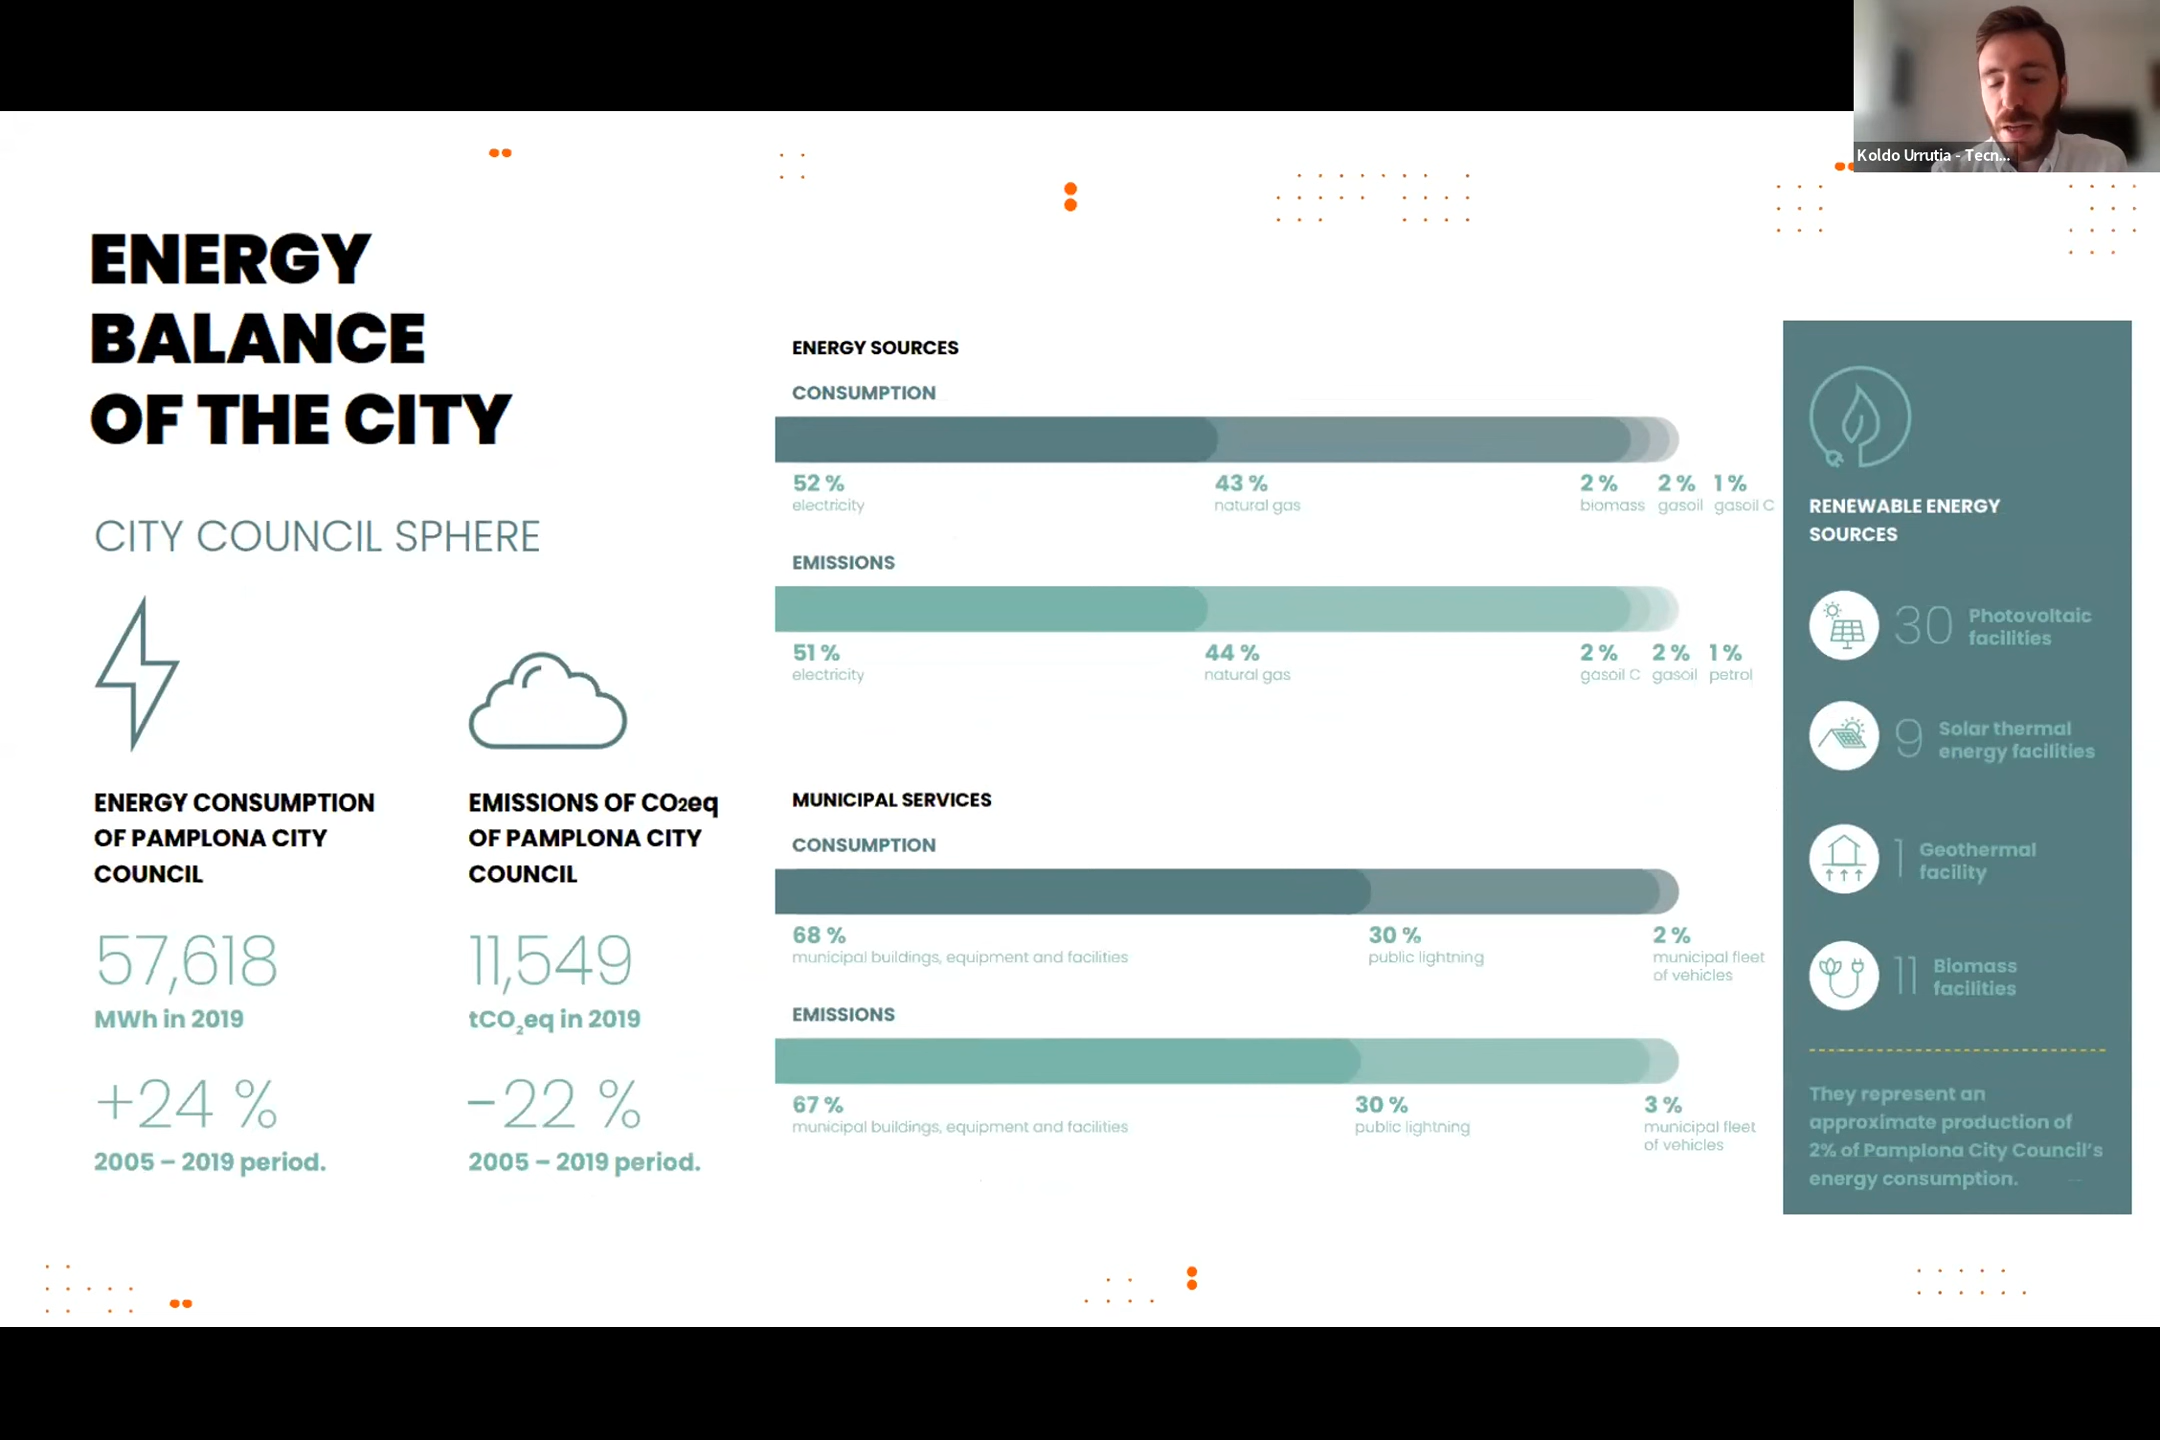 Koldo Urrutia - Tecn...
ENERGY
BALANCE
OF THE CITY
CITY COUNCIL SPHERE
ENERGY CONSUMPTION
OF PAMPLONA CITY
COUNCIL
57,618
MWh in 2019
+24 %
2005 – 2019 period.
EMISSIONS OF CO2eq
OF PAMPLONA CITY
COUNCIL
11,549
tCO₂eq in 2019
-22 %
2005 – 2019 period.
ENERGY SOURCES
CONSUMPTION
52 % 43 % 2 % 2 % 1 %
electricity natural gas biomass gasoil gasoil C
EMISSIONS
51 % 44 % 2 % 2 % 1 %
electricity natural gas gasoil C gasoil petrol
MUNICIPAL SERVICES
CONSUMPTION
68 % 30 % 2 %
municipal buildings, equipment and facilities public lightning municipal fleet
of vehicles
EMISSIONS
67 % 30 % 3 %
municipal buildings, equipment and facilities public lightning municipal fleet
of vehicles
RENEWABLE ENERGY
SOURCES
30 Photovoltaic
facilities
9 Solar thermal
energy facilities
1 Geothermal
facility
11 Biomass
facilities
They represent an
approximate production of
2% of Pamplona City Council's
energy consumption.